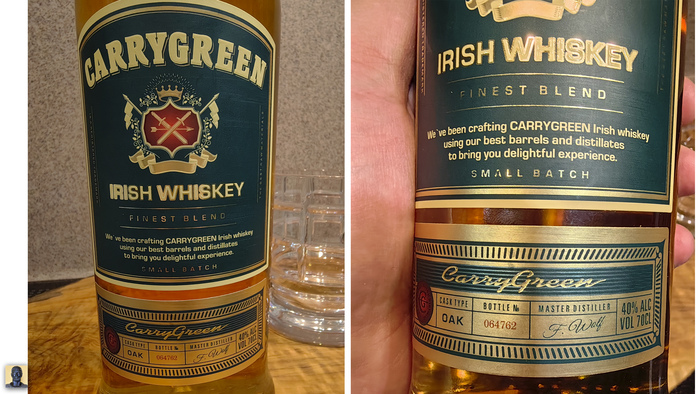 CARRYGREEN
IRISH WHISKEY
FINEST BLEND
We've been crafting CARRYGREEN Irish whiskey
using our best barrels and distillates
to bring you delightful experience.
SMALL BATCH
CarryGreen
CASK TYPE
OAK
BOTTLE №
064762
MASTER DISTILLER
F. Wolf
40% ALC
VOL 70CL
IRISH WHISKEY
FINEST BLEND
We've been crafting CARRYGREEN Irish whiskey
using our best barrels and distillates
to bring you delightful experience.
SMALL BATCH
CarryGreen
CASK TYPE
OAK
BOTTLE №
064762
MASTER DISTILLER
F. Wolf
40% ALC
VOL 70CL